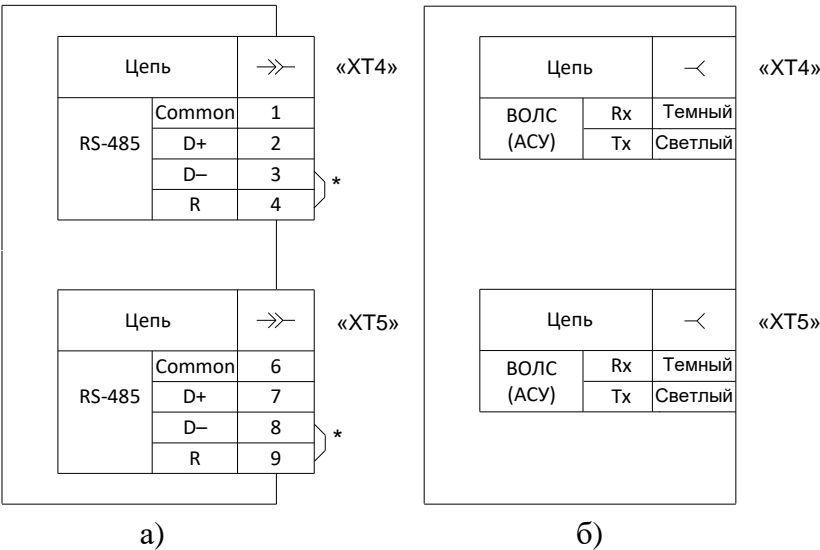 Цепь «XT4»
Common 1
RS-485 D+ 2
D– 3 *
R 4
Цепь «XT5»
Common 6
RS-485 D+ 7
D– 8 *
R 9
а)
Цепь «XT4»
ВОЛС Rx Темный
(АСУ) Tx Светлый
Цепь «XT5»
ВОЛС Rx Темный
(АСУ) Tx Светлый
б)